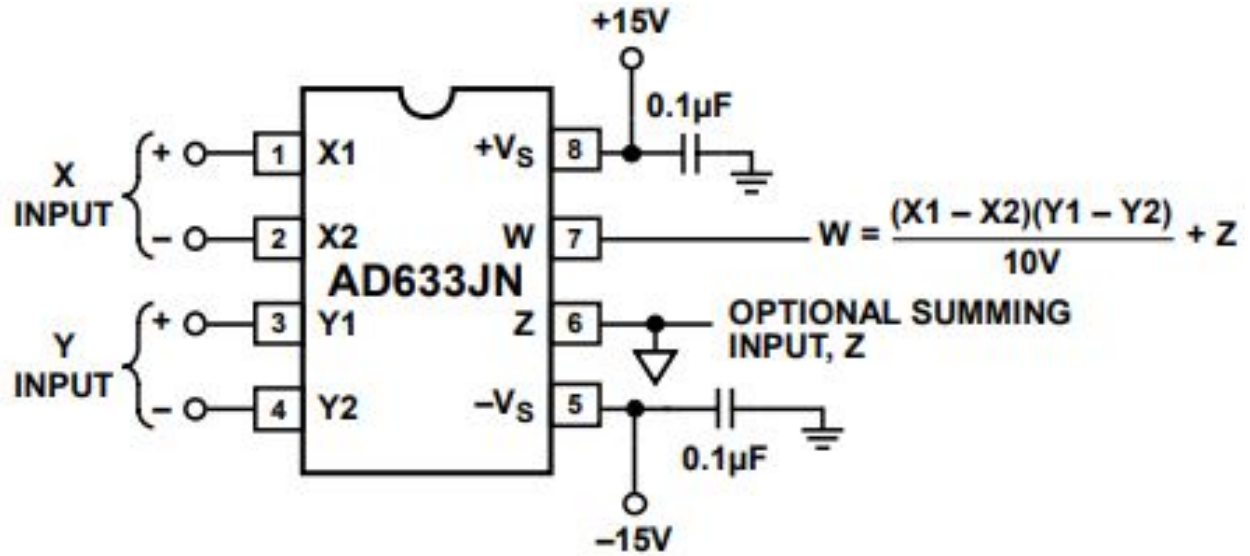 +15V
0.1µF
X
INPUT
+
–
1
X1
2
X2
Y
INPUT
+
–
3
Y1
4
Y2
AD633JN
+VS
8
W
7
Z
6
–VS
5
W = (X1 – X2)(Y1 – Y2) / 10V + Z
OPTIONAL SUMMING
INPUT, Z
0.1µF
–15V